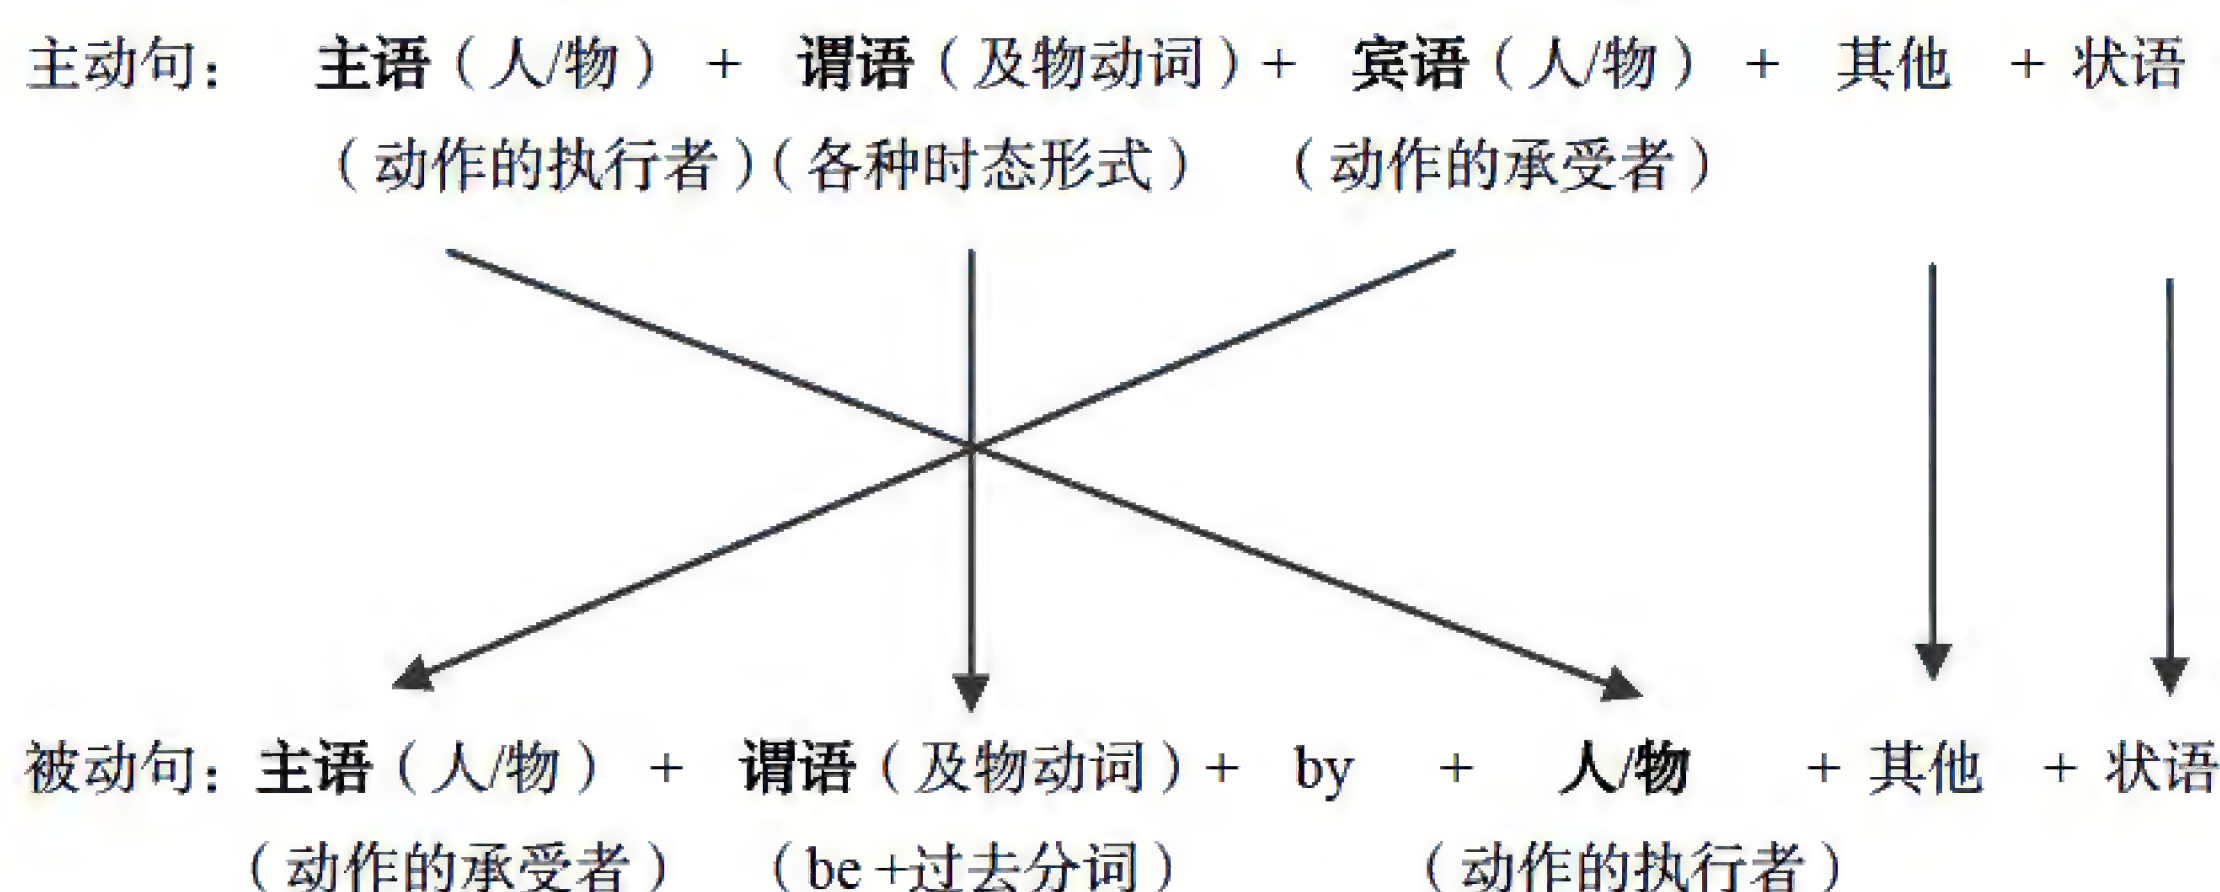 主动句： 主语（人/物） + 谓语（及物动词）+ 宾语（人/物） + 其他 + 状语
（动作的执行者）（各种时态形式） （动作的承受者）
被动句：主语（人/物） + 谓语（及物动词）+ by + 人/物 + 其他 + 状语
（动作的承受者） （be +过去分词） （动作的执行者）